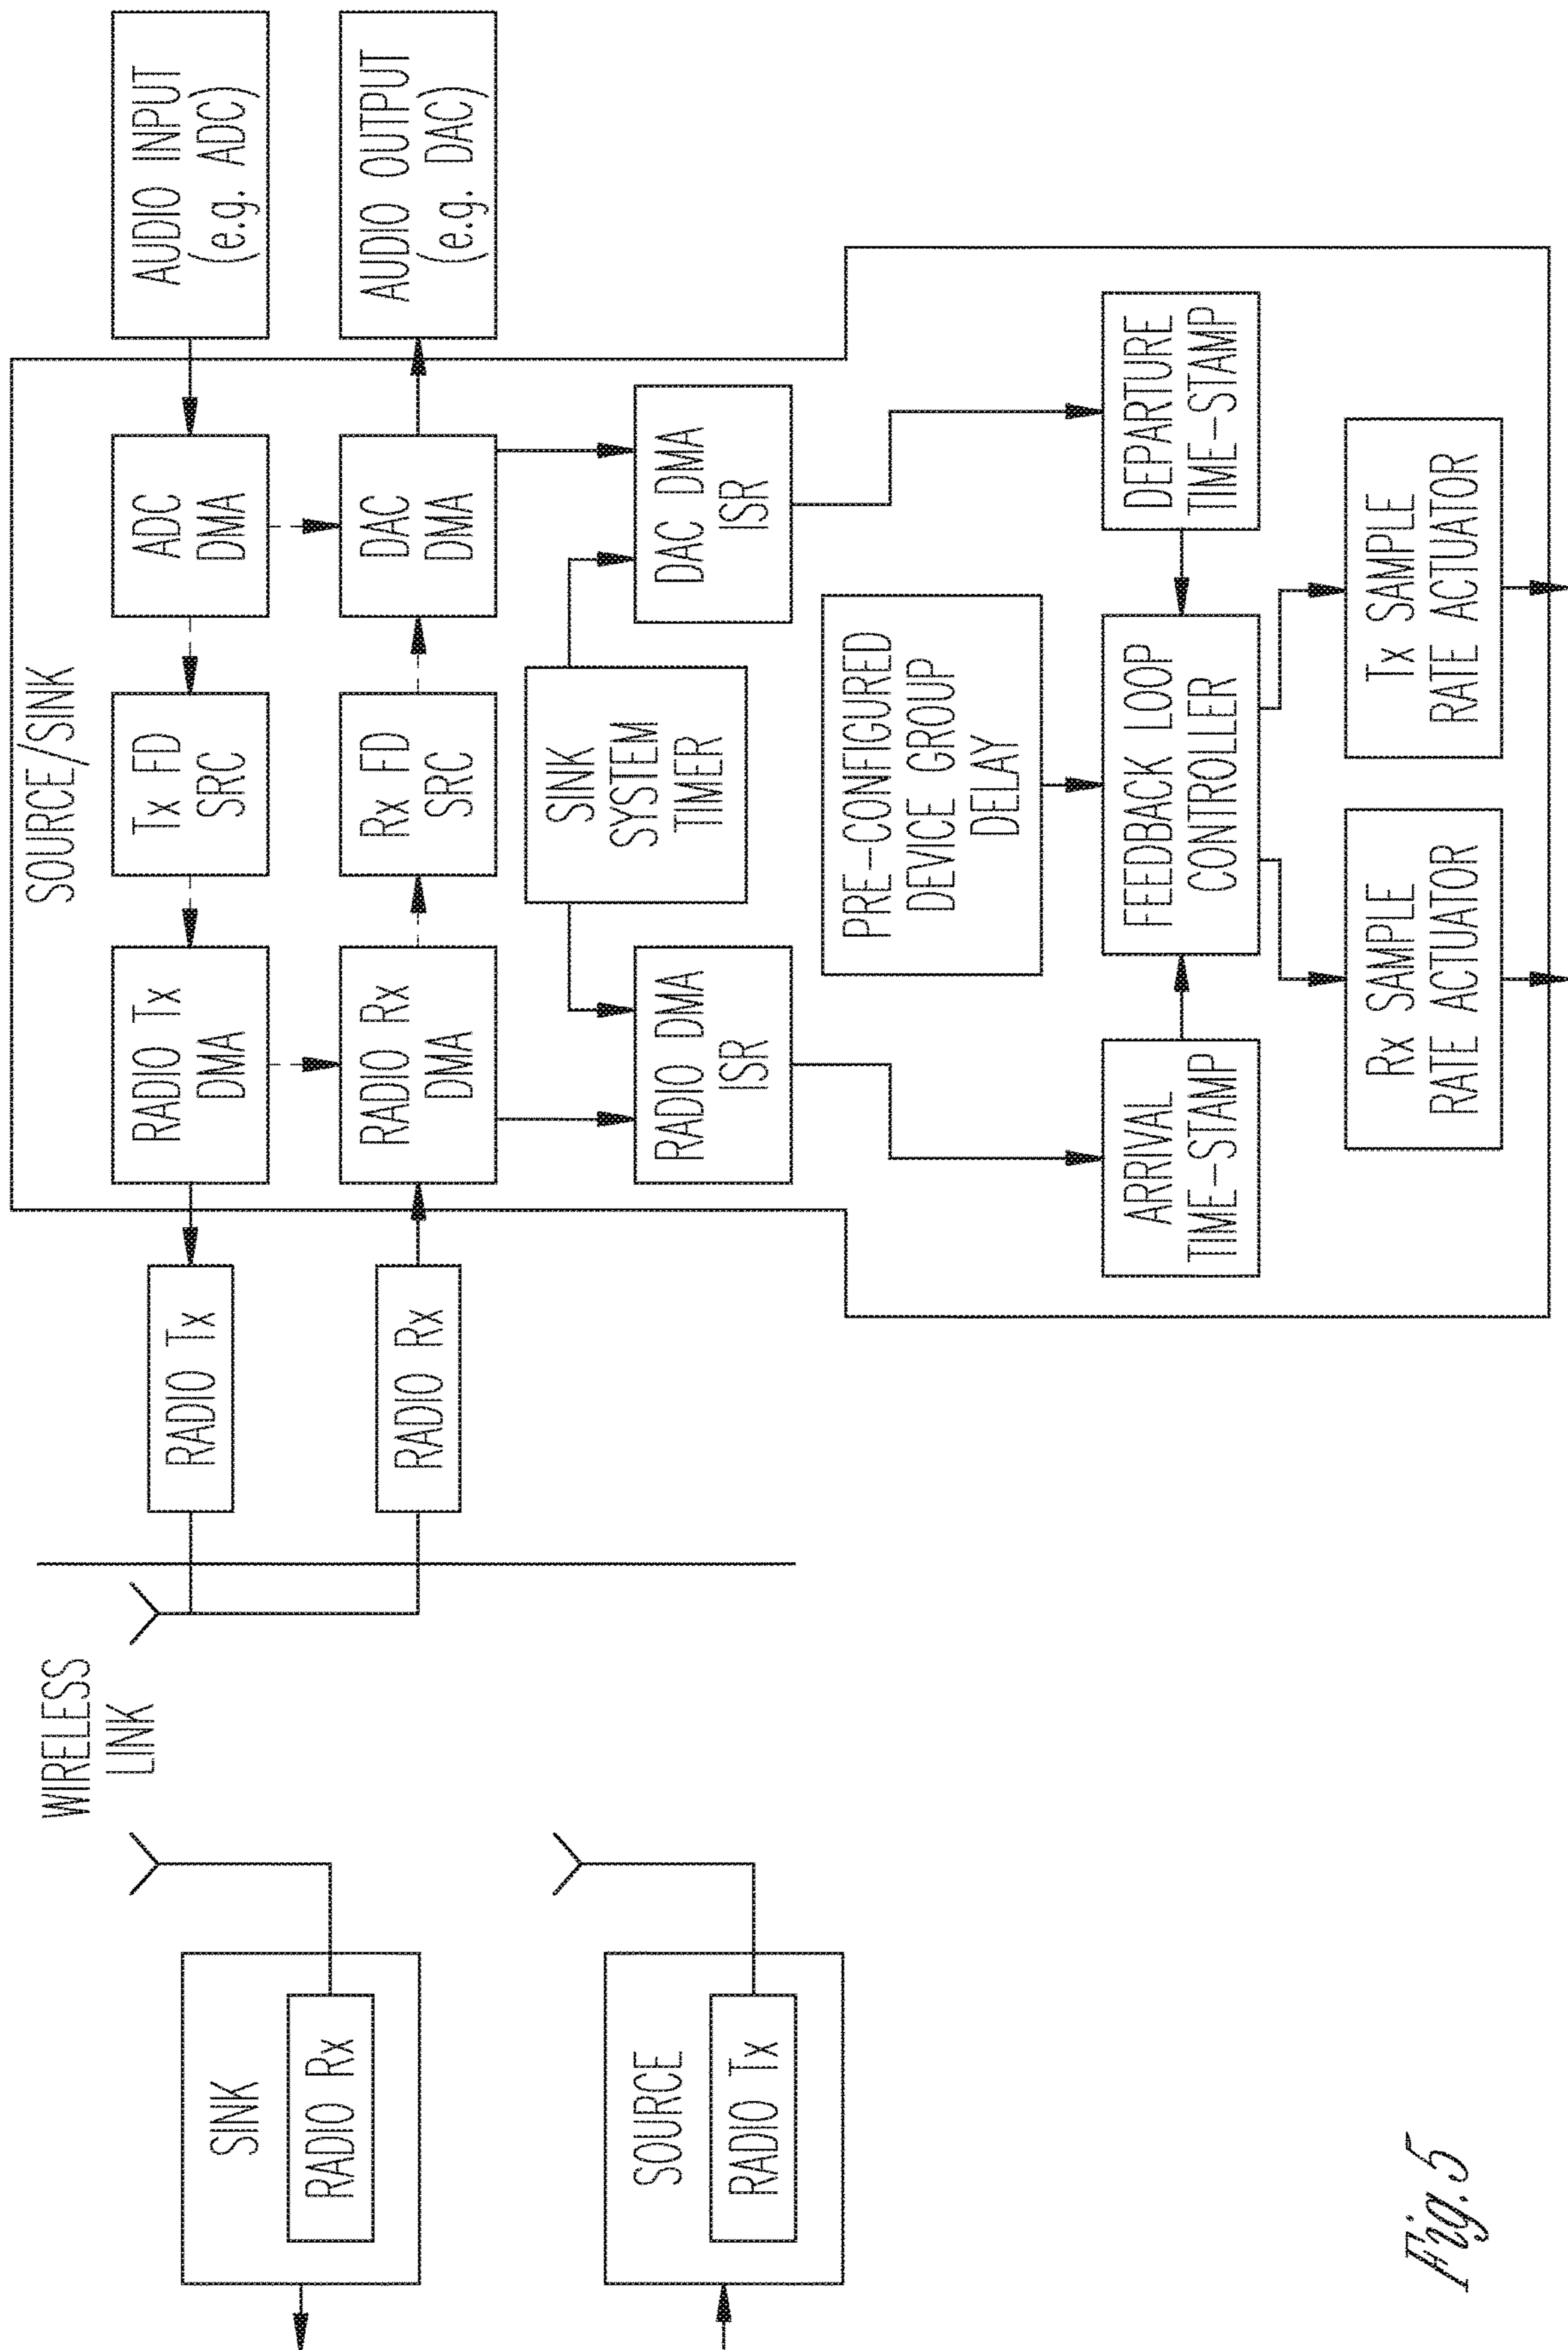 WIRELESS
LINK
SINK
RADIO Rx
SOURCE
RADIO Tx
RADIO Tx
RADIO Rx
SOURCE/SINK
RADIO Tx
DMA
Tx FD
SRC
ADC
DMA
AUDIO INPUT
(e.g. ADC)
RADIO Rx
DMA
Rx FD
SRC
DAC
DMA
AUDIO OUTPUT
(e.g. DAC)
SINK
SYSTEM
TIMER
RADIO DMA
ISR
DAC DMA
ISR
PRE-CONFIGURED
DEVICE GROUP
DELAY
ARRIVAL
TIME-STAMP
FEEDBACK LOOP
CONTROLLER
DEPARTURE
TIME-STAMP
Rx SAMPLE
RATE ACTUATOR
Tx SAMPLE
RATE ACTUATOR
Fig. 5